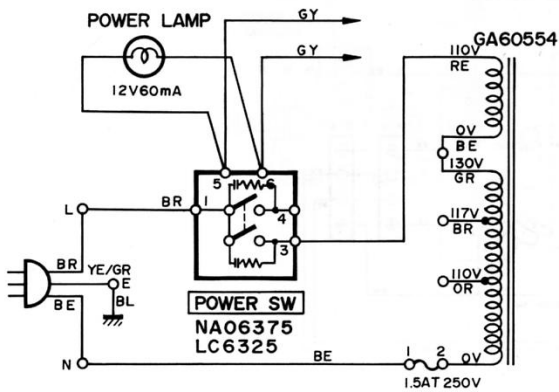 POWER LAMP
12V60mA
GY
GY
GA60554
110V
RE
0V
BE
130V
GR
117V
BR
110V
OR
0V
5
6
1
4
3
L
BR
BR
YE/GR
E
BL
BE
N
BE
POWER SW
NA06375
LC6325
1
2
1.5AT 250V